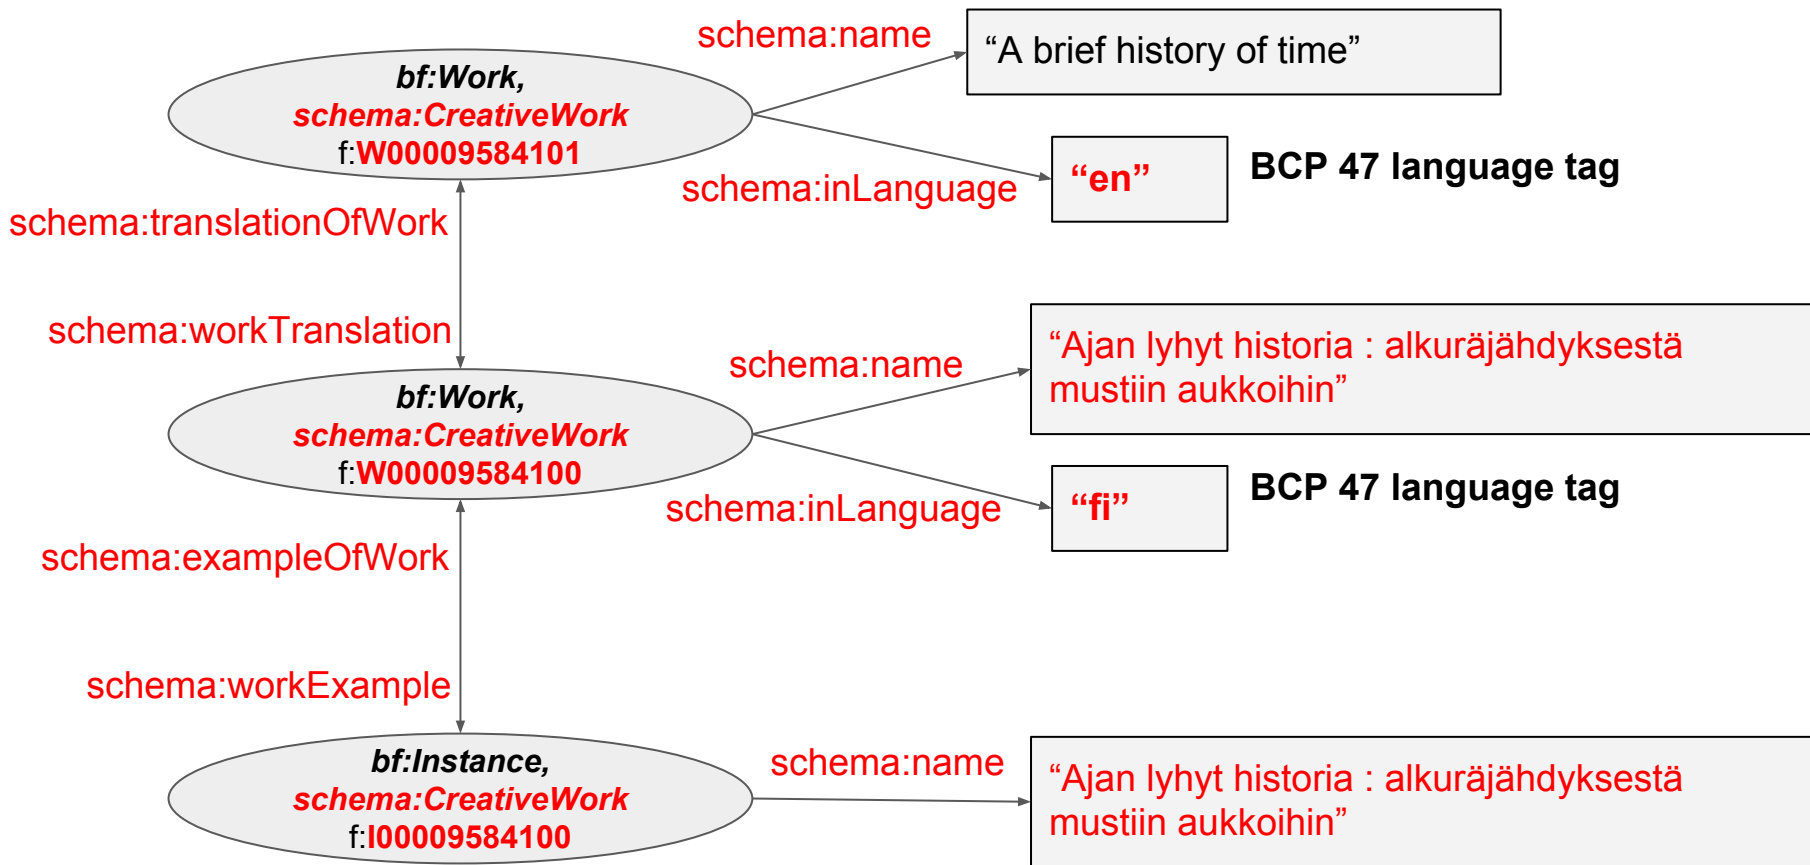 schema:name
“A brief history of time”
bf:Work,
schema:CreativeWork
f:W00009584101
schema:inLanguage
“en”
BCP 47 language tag
schema:translationOfWork
schema:workTranslation
schema:name
“Ajan lyhyt historia : alkuräjähdyksestä
mustiin aukkoihin”
bf:Work,
schema:CreativeWork
f:W00009584100
schema:inLanguage
“fi”
BCP 47 language tag
schema:exampleOfWork
schema:workExample
bf:Instance,
schema:CreativeWork
f:I00009584100
schema:name
“Ajan lyhyt historia : alkuräjähdyksestä
mustiin aukkoihin”